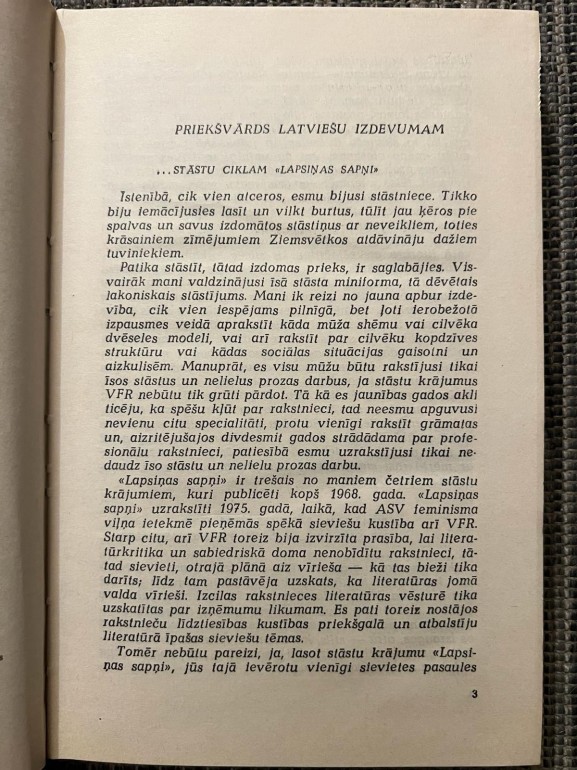 PRIEKŠVĀRDS LATVIEŠU IZDEVUMAM
...STĀSTU CIKLAM «LAPSIŅAS SAPŅI»
Īstenībā, cik vien atceros, esmu bijusi stāstniece. Tikko
biju iemācījusies lasīt un vilkt burtus, tūlīt jau ķēros pie
spalvas un savus izdomātos stāstiņus ar neveikliem, toties
krāsainiem zīmējumiem Ziemsvētkos atdāvināju dažiem
tuviniekiem.
Patika stāstīt, tātad izdomas prieks, ir saglabājies. Vis-
vairāk mani valdzinājusi īsā stāsta miniforma, tā dēvētais
lakoniskais stāstījums. Mani ik reizi no jauna apbur izde-
vība, cik vien iespējams pilnīgā, bet ļoti ierobežotā
izpausmes veidā aprakstīt kāda mūža shēmu vai cilvēka
dvēseles modeli, vai arī rakstīt par cilvēku kopdzīves
struktūru vai kādas sociālas situācijas gaisotni un
aizkulisēm. Manuprāt, es visu mūžu būtu rakstījusi tikai
īsos stāstus un nelielus prozas darbus, ja stāstu krājumus
VFR nebūtu tik grūti pārdot. Tā kā es jaunības gados akli
ticēju, ka spēšu kļūt par rakstnieci, tad neesmu apguvusi
nevienu citu specialitāti, protu vienīgi rakstīt grāmatas
un, aizritējušajos divdesmit gados strādādama par profe-
sionālu rakstnieci, patiesībā esmu uzrakstījusi tikai ne-
daudz īso stāstu un nelielu prozas darbu.
«Lapsiņas sapņi» ir trešais no maniem četriem stāstu
krājumiem, kuri publicēti kopš 1968. gada. «Lapsiņas
sapņi» uzrakstīti 1975. gadā, laikā, kad ASV feminisma
viļņa ietekmē pieņēmās spēkā sieviešu kustība arī VFR.
Starp citu, arī VFR toreiz bija izvirzīta prasība, lai litera-
tūrkritika un sabiedriskā doma nenobīdītu rakstnieci, tā-
tad sievieti, otrajā plānā aiz vīrieša — kā tas bieži tika
darīts; līdz tam pastāvēja uzskats, ka literatūras jomā
valda vīrieši. Izcilas rakstnieces literatūras vēsturē tika
uzskatītas par izņēmumu likumam. Es pati toreiz nostājos
rakstnieču līdztiesības kustības priekšgalā un atbalstīju
literatūrā īpašas sieviešu tēmas.
Tomēr nebūtu pareizi, ja, lasot stāstu krājumu «Lapsi-
ņas sapņi», jūs tajā ievērotu vienīgi sievietes pasaules
3